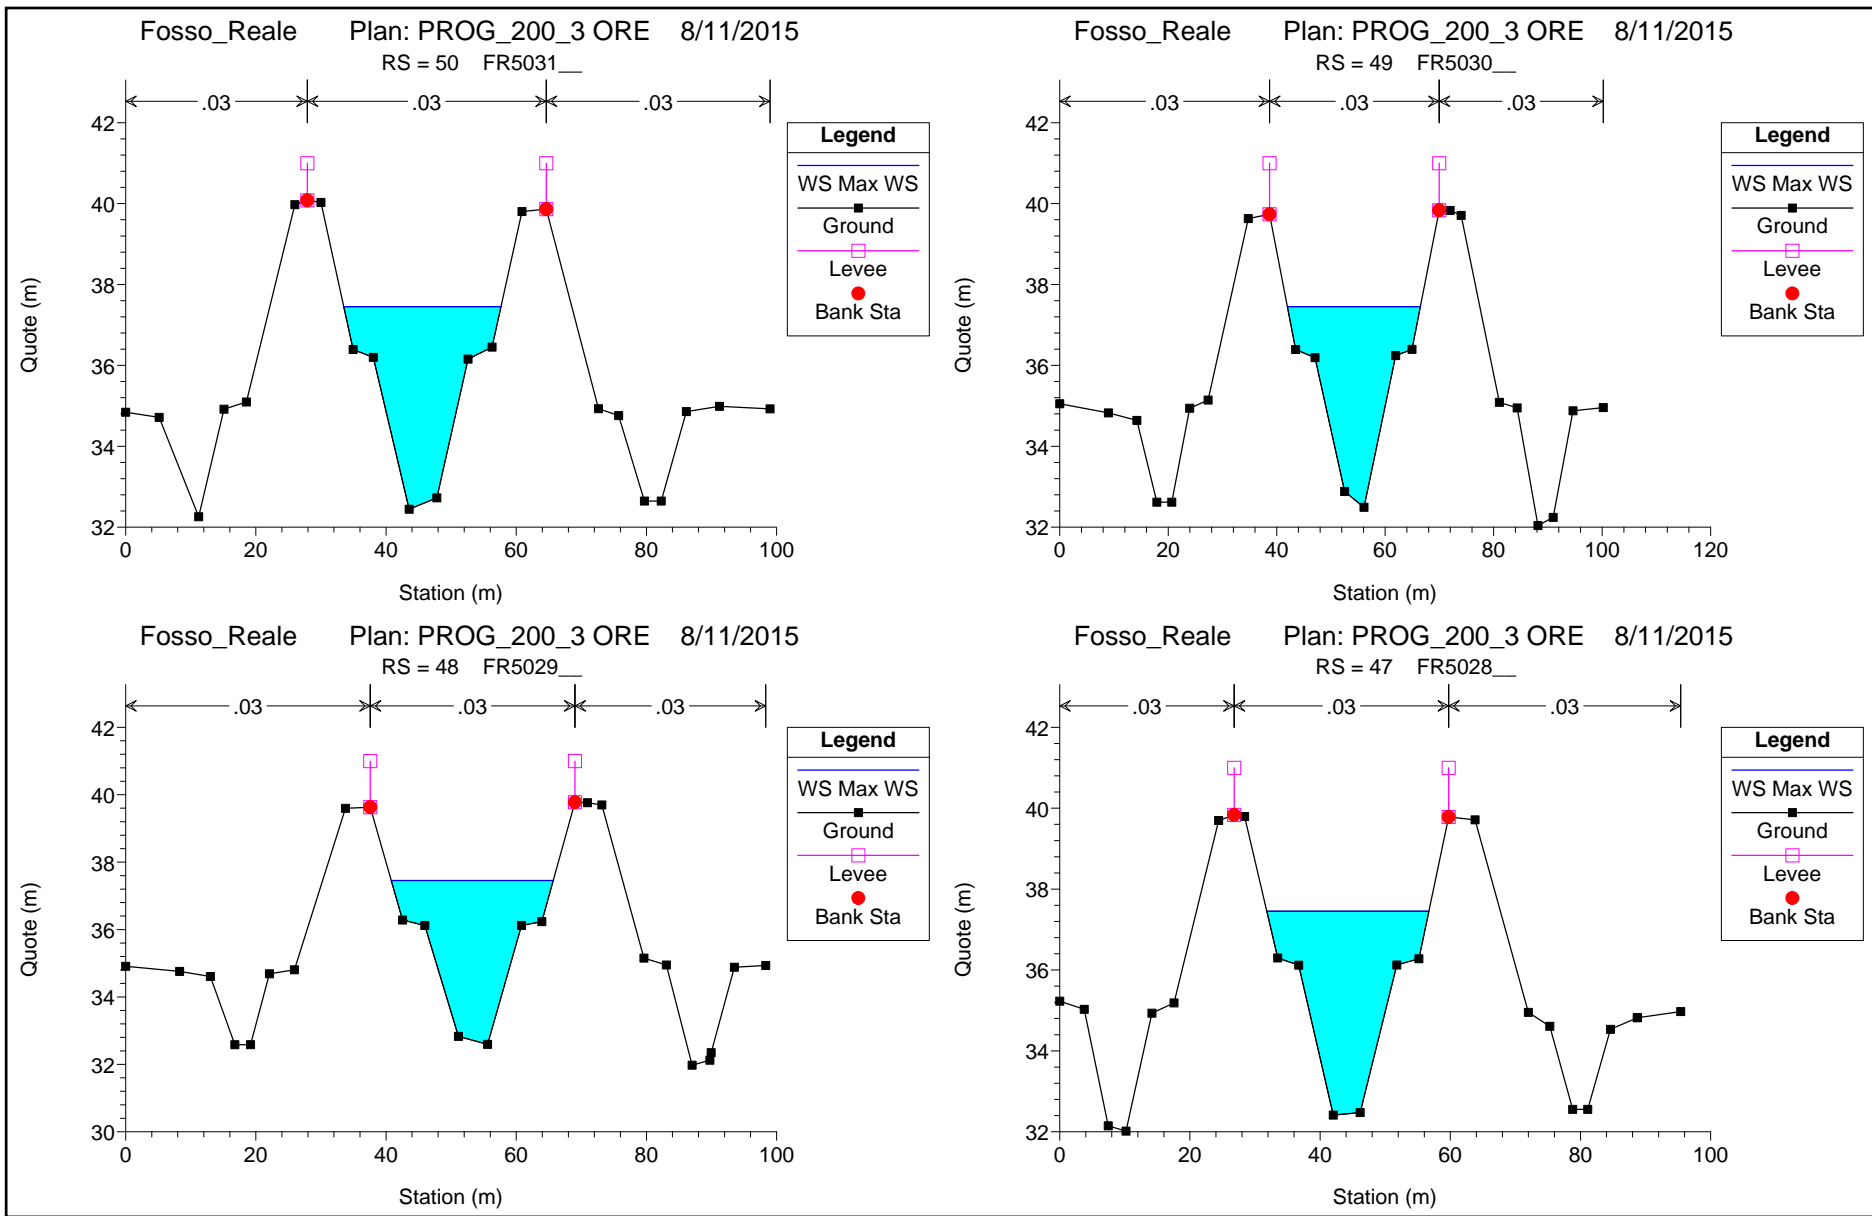 Fosso_Reale Plan: PROG_200_3 ORE 8/11/2015
RS = 50 FR5031__
.03 .03 .03
42
40
38
36
34
32
0 20 40 60 80 100
Station (m)
Quote (m)
Legend
WS Max WS
Ground
Levee
Bank Sta
Fosso_Reale Plan: PROG_200_3 ORE 8/11/2015
RS = 49 FR5030__
.03 .03 .03
42
40
38
36
34
32
0 20 40 60 80 100 120
Station (m)
Quote (m)
Legend
WS Max WS
Ground
Levee
Bank Sta
Fosso_Reale Plan: PROG_200_3 ORE 8/11/2015
RS = 48 FR5029__
.03 .03 .03
42
40
38
36
34
32
30
0 20 40 60 80 100
Station (m)
Quote (m)
Legend
WS Max WS
Ground
Levee
Bank Sta
Fosso_Reale Plan: PROG_200_3 ORE 8/11/2015
RS = 47 FR5028__
.03 .03 .03
42
40
38
36
34
32
0 20 40 60 80 100
Station (m)
Quote (m)
Legend
WS Max WS
Ground
Levee
Bank Sta